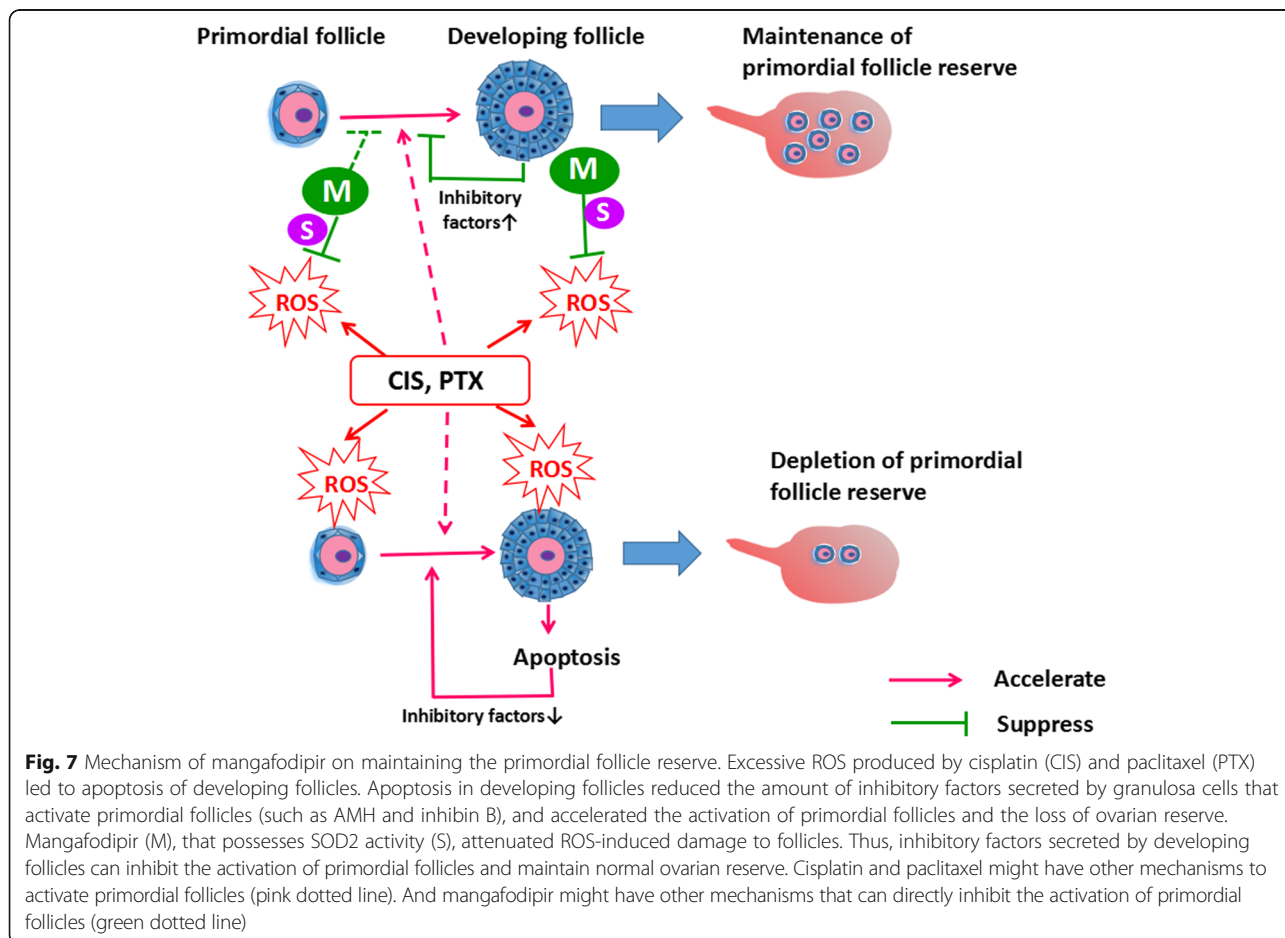 Primordial follicle
Developing follicle
Maintenance of
primordial follicle reserve
M
S
Inhibitory
factors↑
M
S
ROS
ROS
CIS, PTX
ROS
ROS
Depletion of primordial
follicle reserve
Apoptosis
Inhibitory factors↓
Accelerate
Suppress
Fig. 7 Mechanism of mangafodipir on maintaining the primordial follicle reserve. Excessive ROS produced by cisplatin (CIS) and paclitaxel (PTX)
led to apoptosis of developing follicles. Apoptosis in developing follicles reduced the amount of inhibitory factors secreted by granulosa cells that
activate primordial follicles (such as AMH and inhibin B), and accelerated the activation of primordial follicles and the loss of ovarian reserve.
Mangafodipir (M), that possesses SOD2 activity (S), attenuated ROS-induced damage to follicles. Thus, inhibitory factors secreted by developing
follicles can inhibit the activation of primordial follicles and maintain normal ovarian reserve. Cisplatin and paclitaxel might have other mechanisms to
activate primordial follicles (pink dotted line). And mangafodipir might have other mechanisms that can directly inhibit the activation of primordial
follicles (green dotted line)